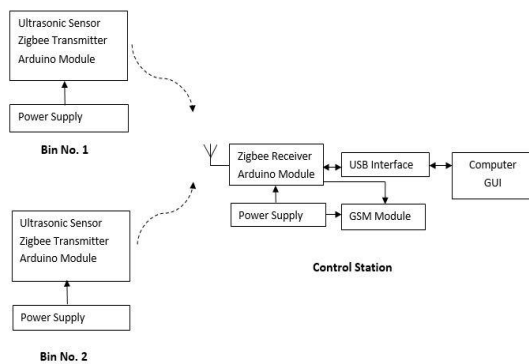 Ultrasonic Sensor
Zigbee Transmitter
Arduino Module
Power Supply
Bin No. 1
Zigbee Receiver
Arduino Module
USB Interface
Computer
GUI
Power Supply
GSM Module
Control Station
Ultrasonic Sensor
Zigbee Transmitter
Arduino Module
Power Supply
Bin No. 2